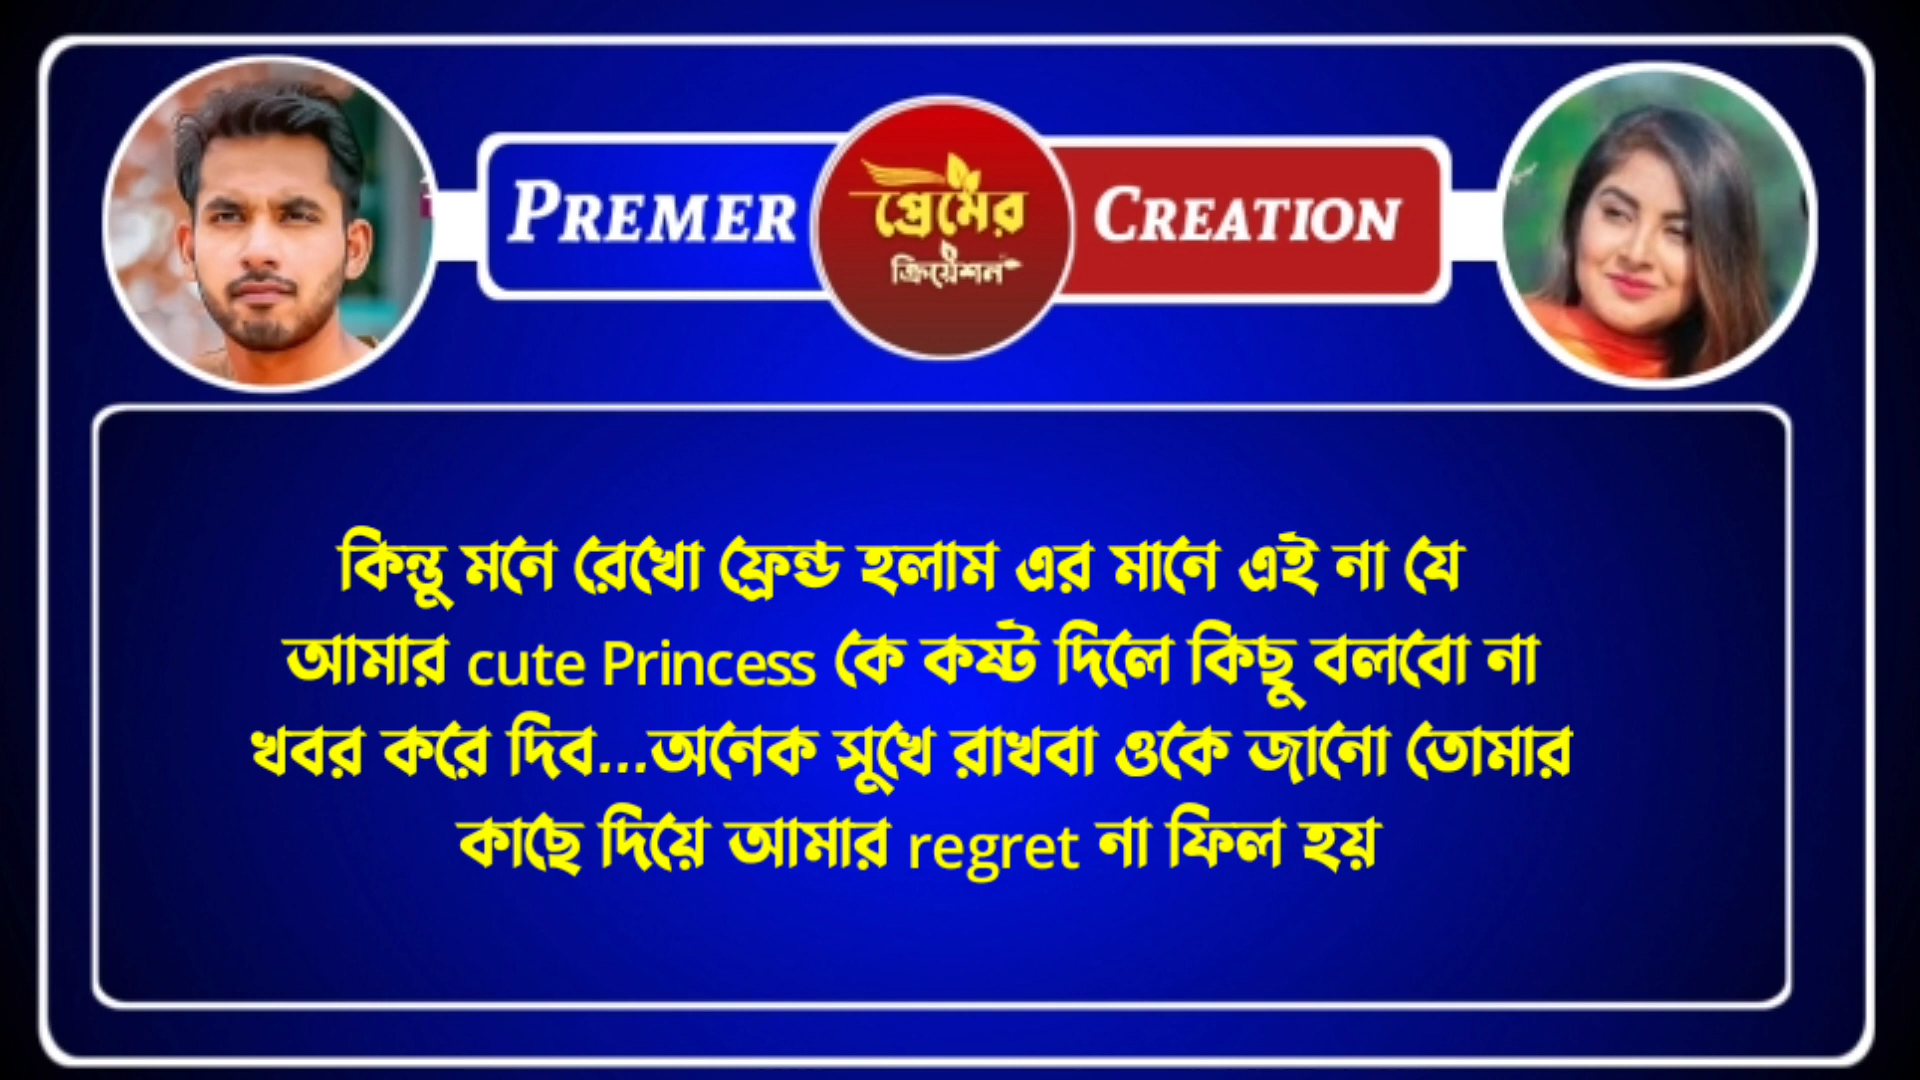 PREMER
প্রেমের
ক্রিয়েশন
CREATION
কিন্তু মনে রেখো ফ্রেন্ড হলাম এর মানে এই না যে
আমার cute Princess কে কষ্ট দিলে কিছু বলবো না
খবর করে দিব...অনেক সুখে রাখবা ওকে জানো তোমার
কাছে দিয়ে আমার regret না ফিল হয়